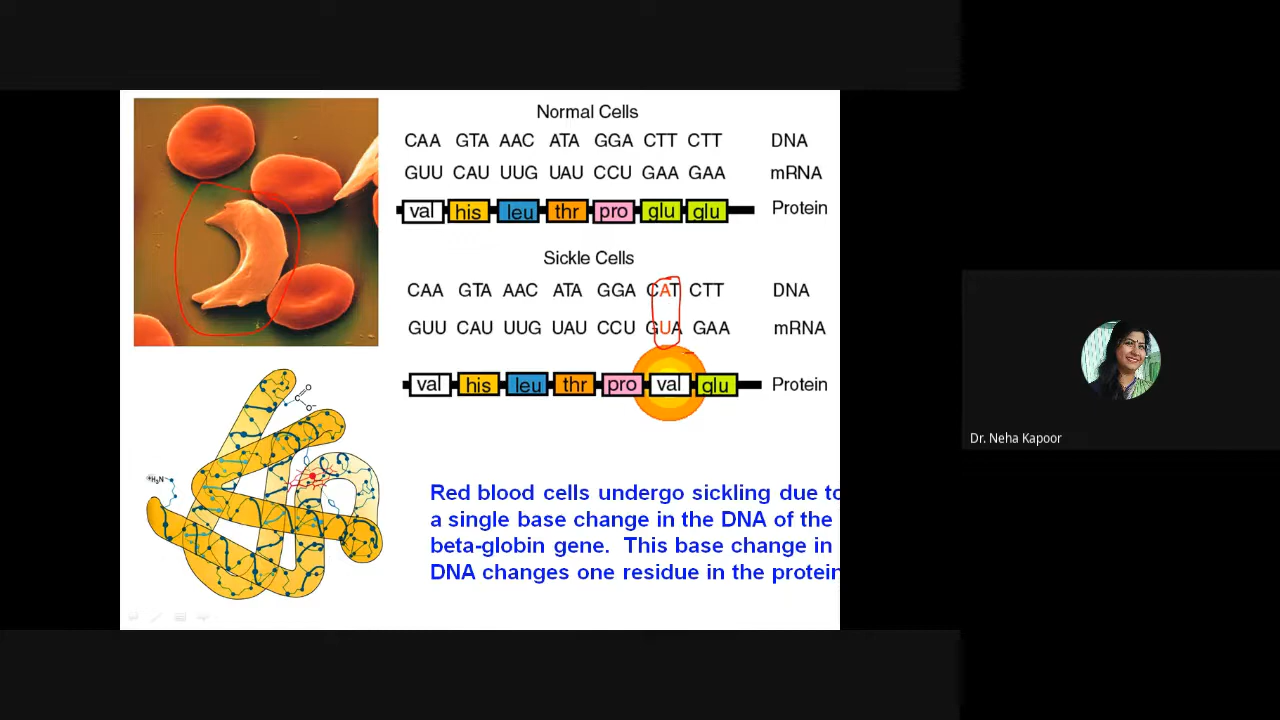 Normal Cells
CAA GTA AAC ATA GGA CTT CTT DNA
GUU CAU UUG UAU CCU GAA GAA mRNA
val his leu thr pro glu glu Protein
Sickle Cells
CAA GTA AAC ATA GGA CAT CTT DNA
GUU CAU UUG UAU CCU GUA GAA mRNA
val his leu thr pro val glu Protein
C O
O-
+H3N
Red blood cells undergo sickling due to
a single base change in the DNA of the
beta-globin gene. This base change in
DNA changes one residue in the protein
Dr. Neha Kapoor